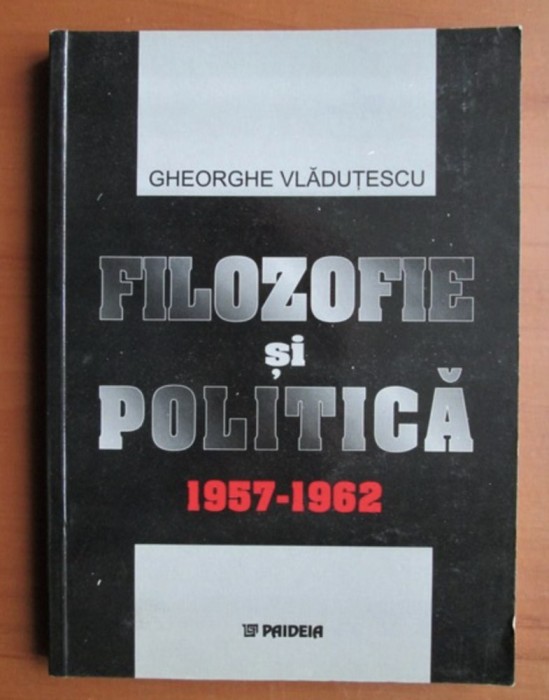 GHEORGHE VLĂDUȚESCU
FILOZOFIE
și
POLITICĂ
1957-1962
PAIDEIA